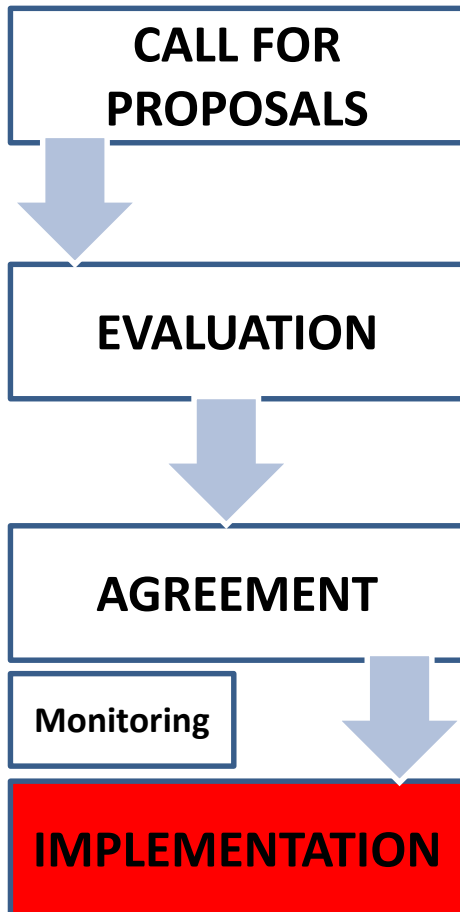 CALL FOR
PROPOSALS
EVALUATION
AGREEMENT
Monitoring
IMPLEMENTATION